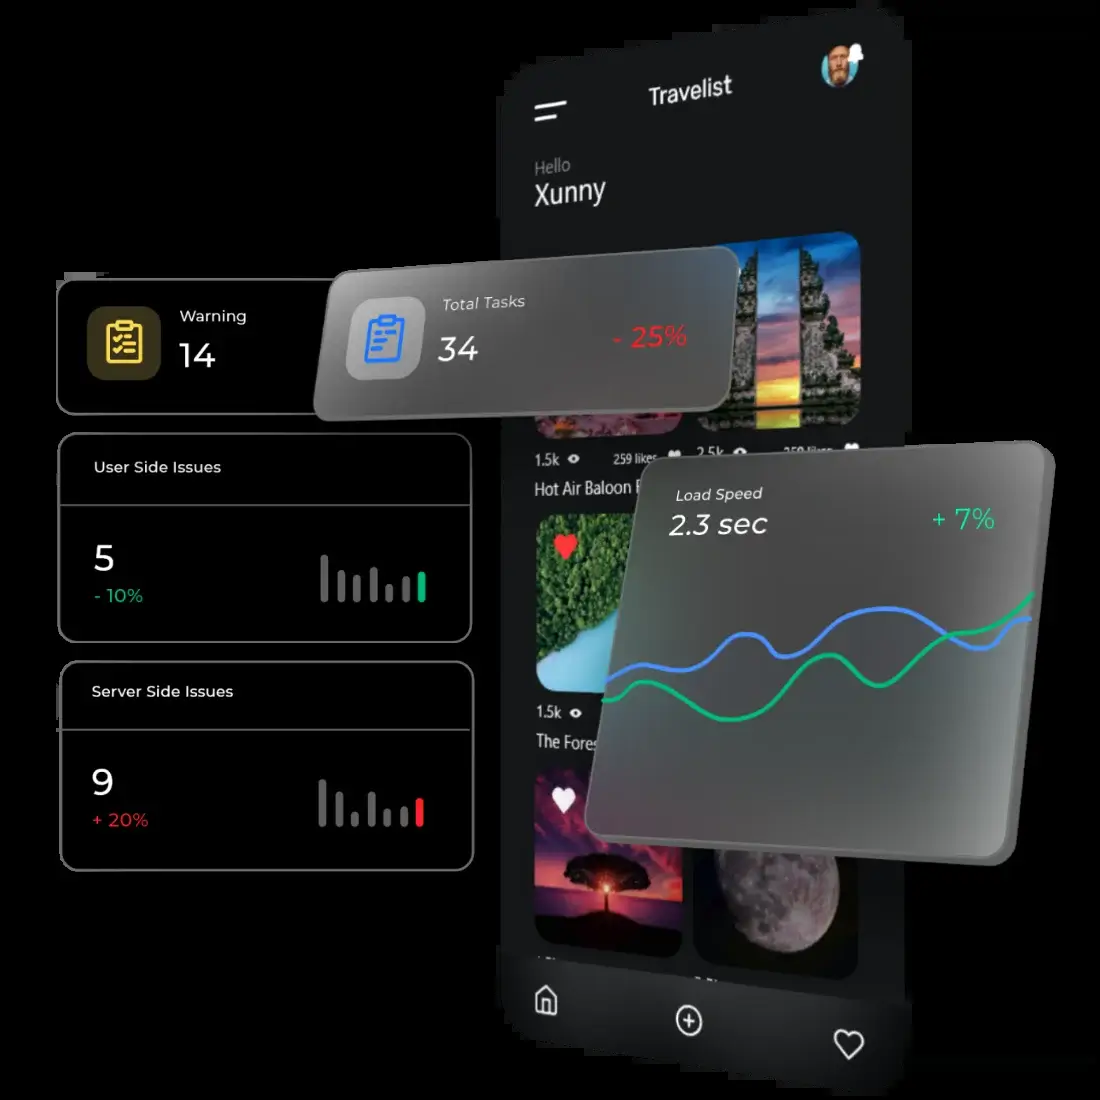 Travelist
Hello
Xunny
Warning
14
Total Tasks
34
- 25%
1.5k
259 likes
2.5k
259 likes
Hot Air Baloon
User Side Issues
5
- 10%
Load Speed
2.3 sec
+ 7%
1.5k
The
Server Side Issues
9
+ 20%